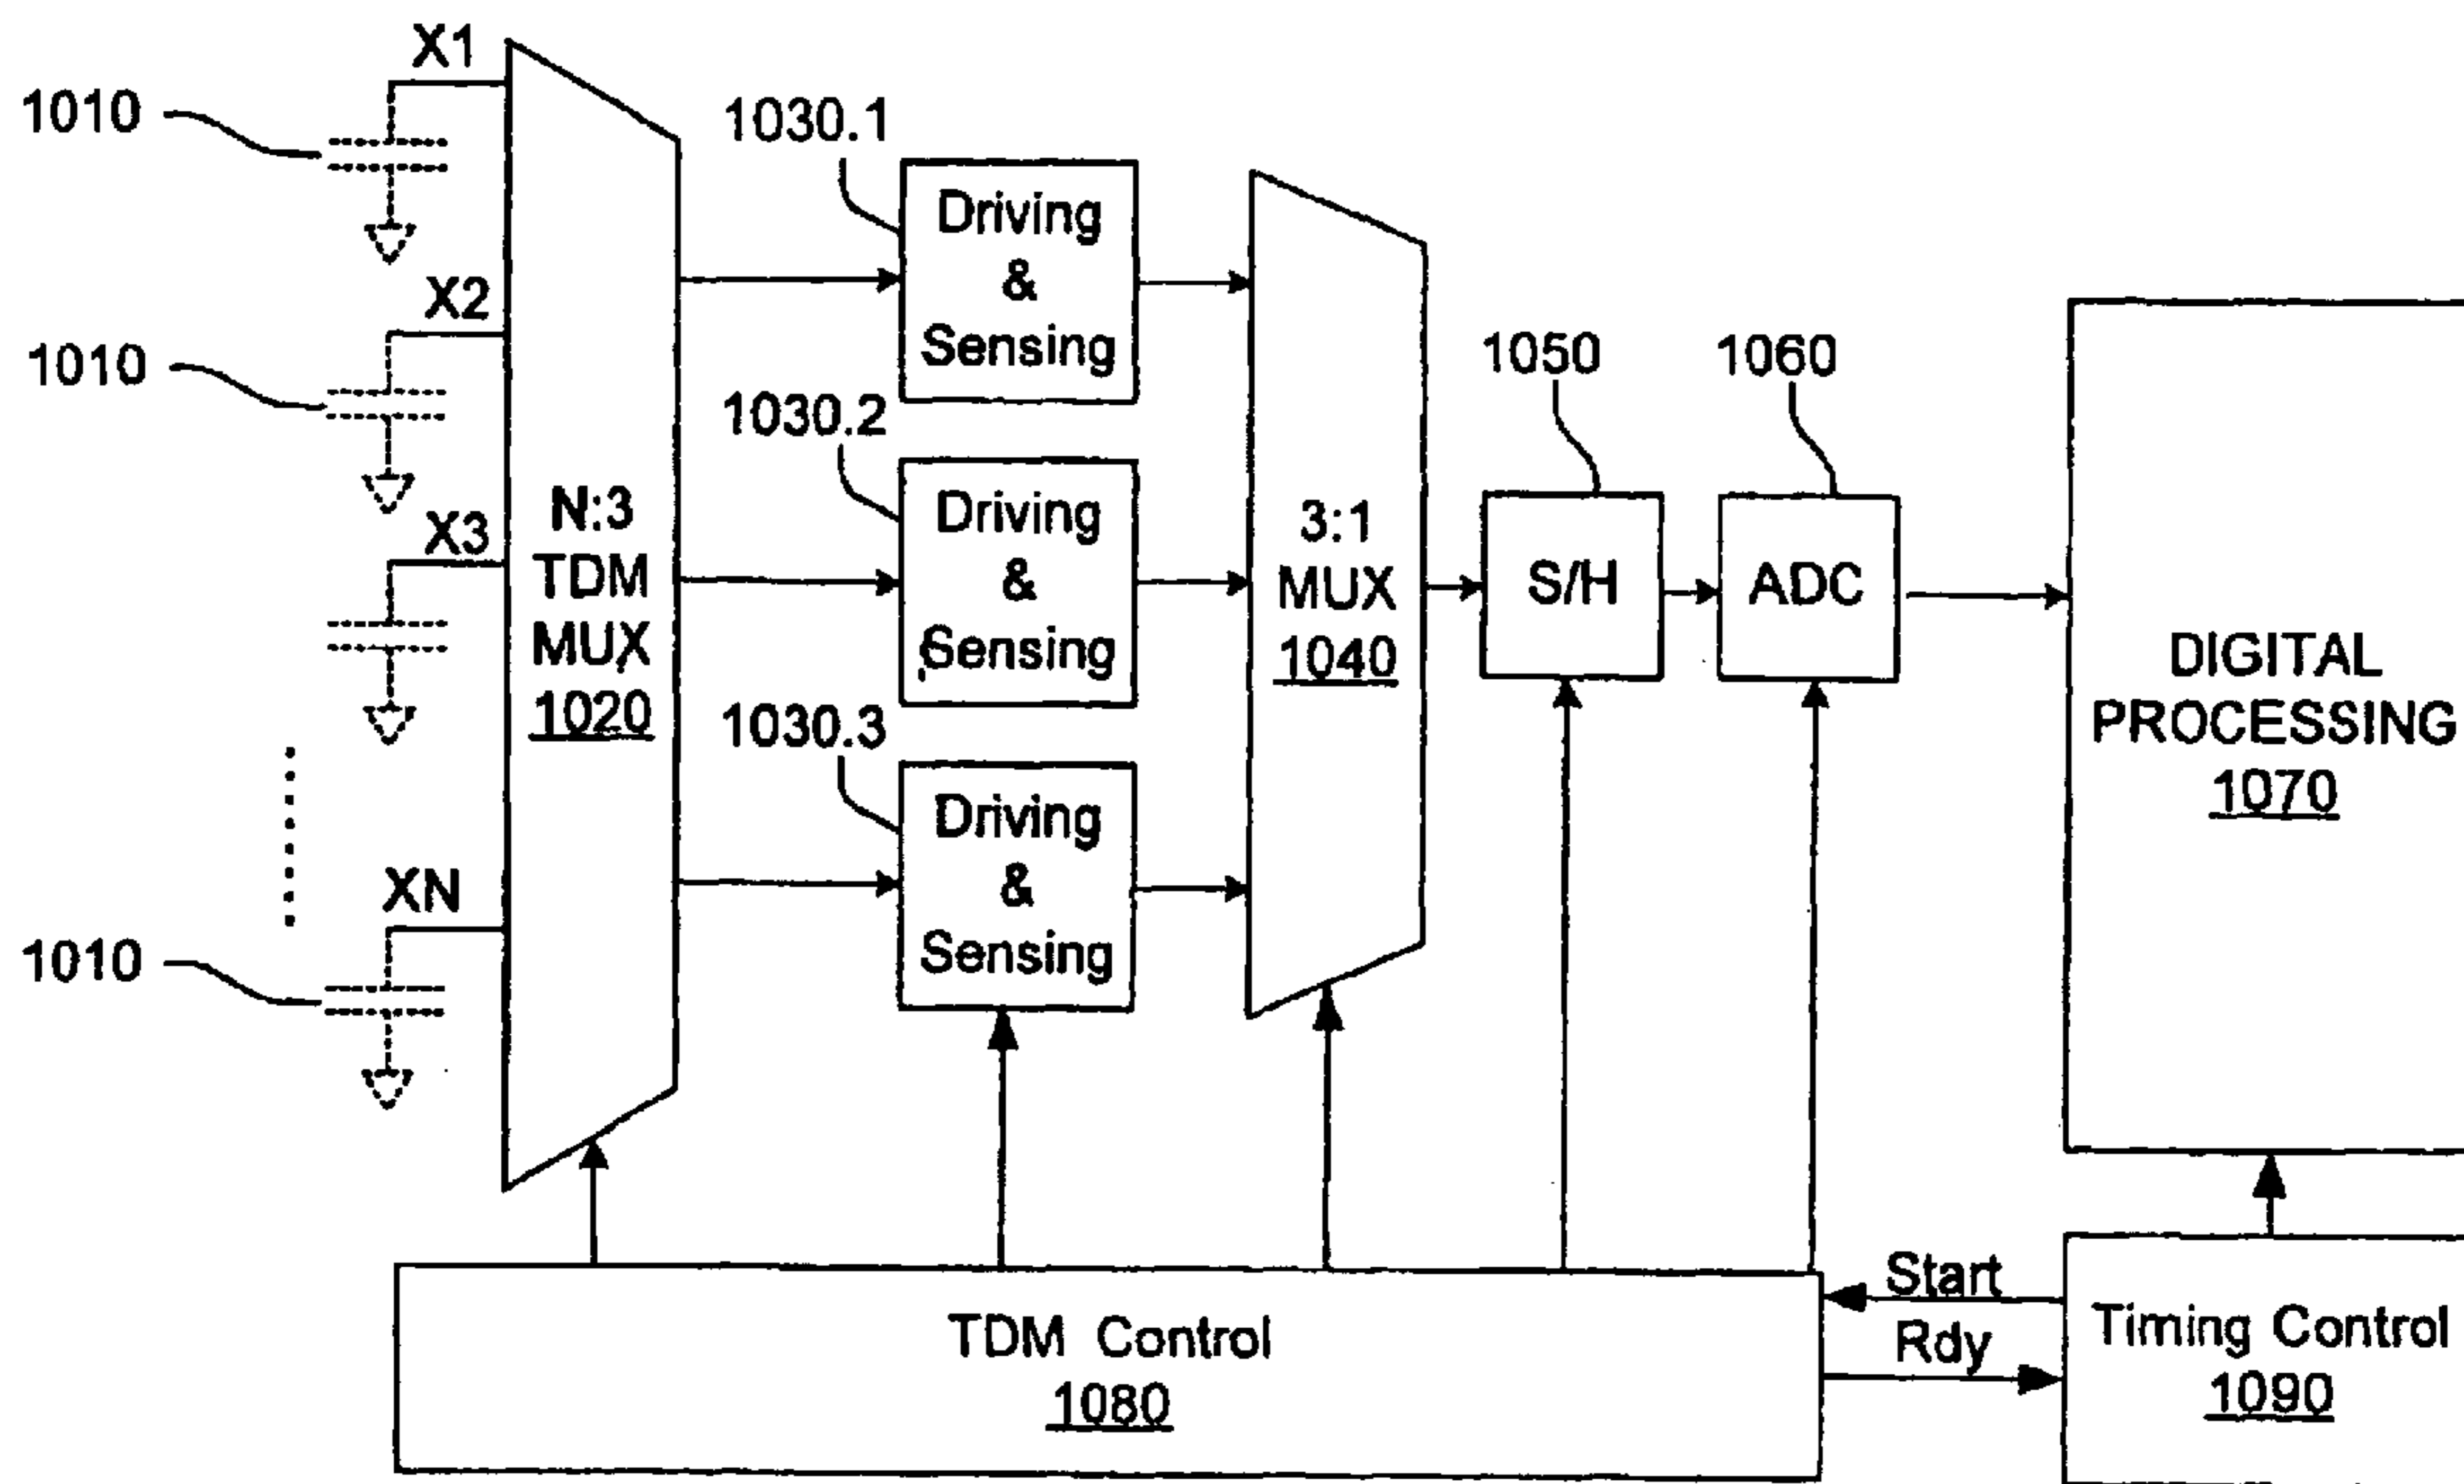 X1
1010
X2
1010
X3
XN
1010
N:3
TDM
MUX
1020
1030.1
Driving
&
Sensing
1030.2
Driving
&
Sensing
1030.3
Driving
&
Sensing
3:1
MUX
1040
1050
S/H
1060
ADC
DIGITAL
PROCESSING
1070
TDM Control
1080
Start
Rdy
Timing Control
1090